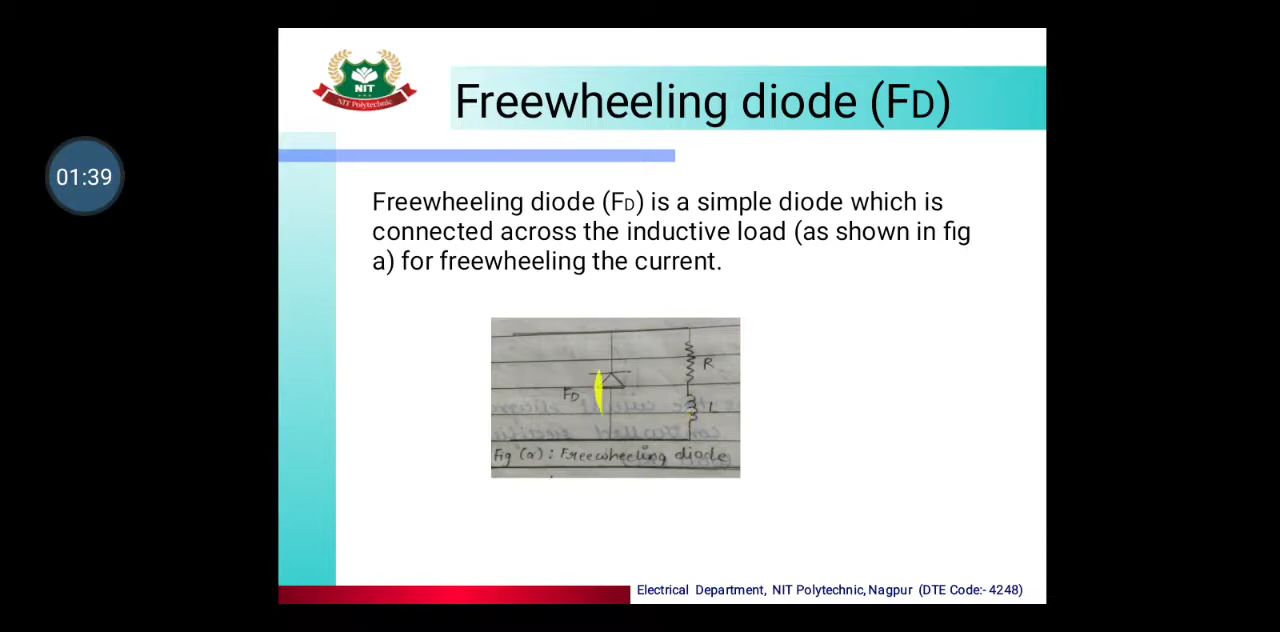 NIT
NIT Polytechnic
Freewheeling diode (FD)
01:39
Freewheeling diode (FD) is a simple diode which is
connected across the inductive load (as shown in fig
a) for freewheeling the current.
R
FD
L
Fig (a) : Freewheeling diode
Electrical Department, NIT Polytechnic, Nagpur (DTE Code:- 4248)